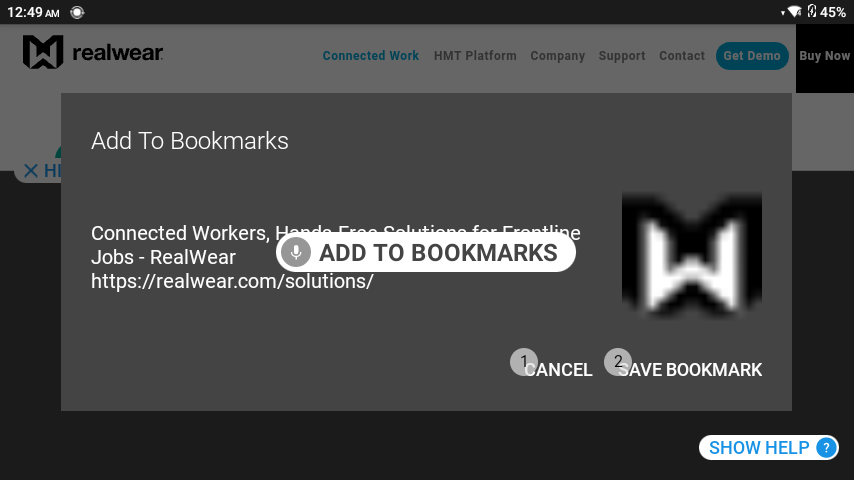 12:49 AM
45%
realwear
Connected Work HMT Platform Company Support Contact Get Demo Buy Now
Add To Bookmarks
Connected Workers, Hands-Free Solutions for Frontline
Jobs - RealWear
https://realwear.com/solutions/
ADD TO BOOKMARKS
1 CANCEL
2 SAVE BOOKMARK
SHOW HELP ?